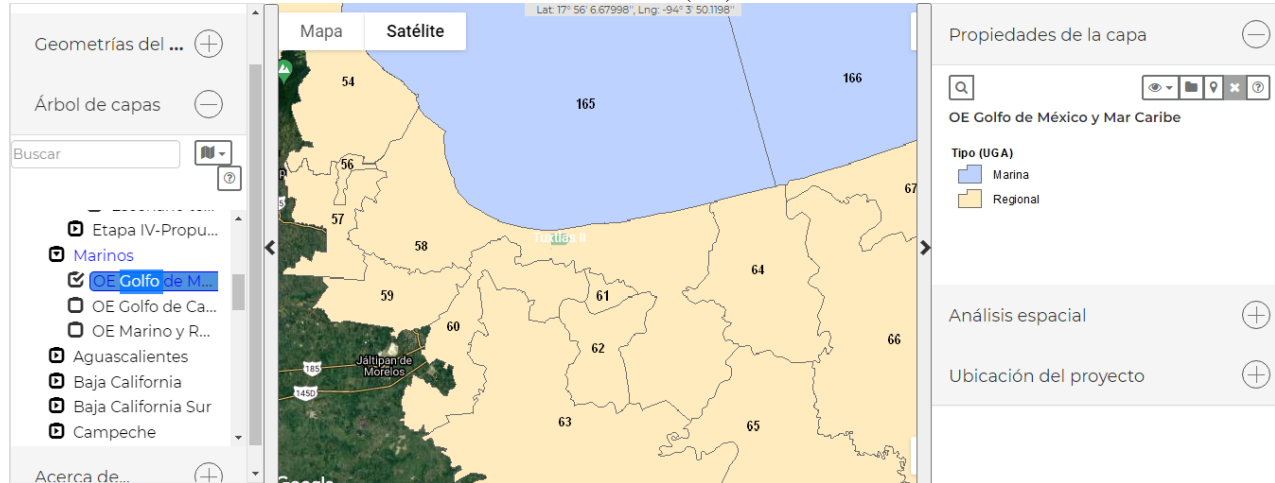 Lat: 17° 56' 6.67998'', Lng: -94° 3' 50.1198''
Geometrías del ...
Árbol de capas
Buscar
Etapa IV-Propu...
Marinos
OE Golfo de M...
OE Golfo de Ca...
OE Marino y R...
Aguascalientes
Baja California
Baja California Sur
Campeche
Acerca de...
Mapa
Satélite
54
165
166
56
67
57
58
Tuxtlas II
64
59
61
60
66
62
Jáltipan de
Morelos
185
145D
63
65
Google
Propiedades de la capa
OE Golfo de México y Mar Caribe
Tipo (UGA)
Marina
Regional
Análisis espacial
Ubicación del proyecto